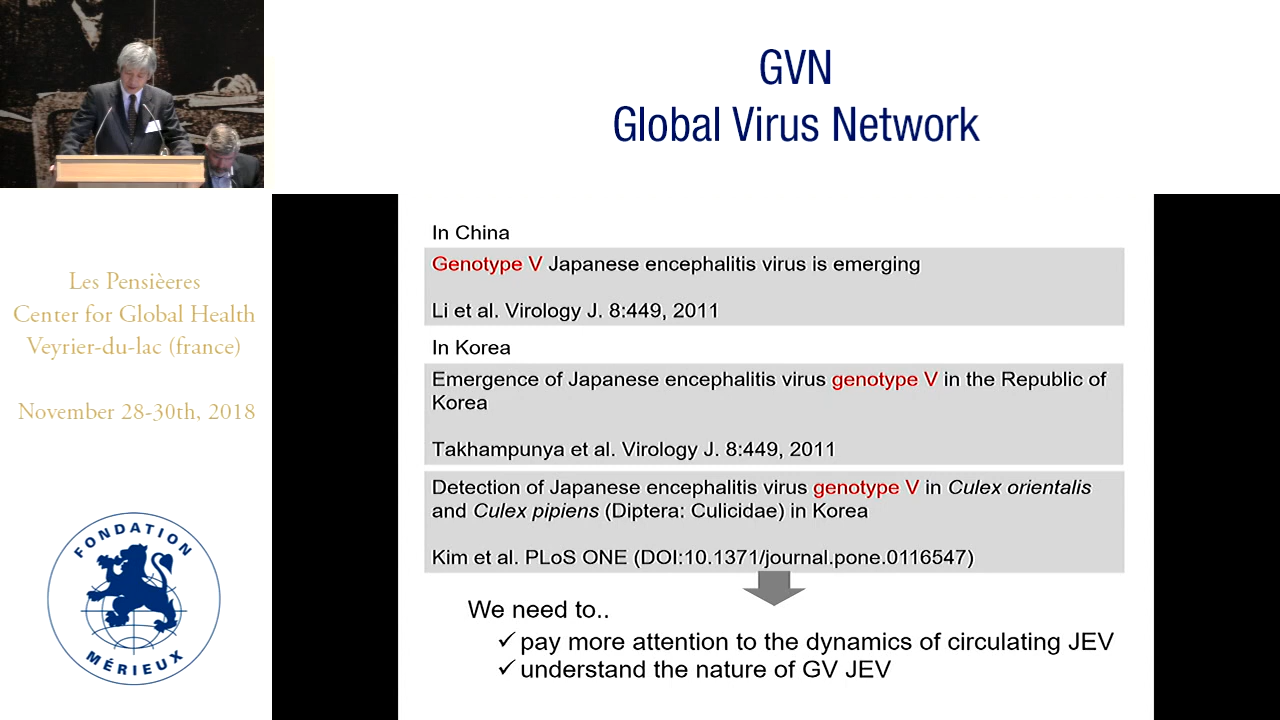 GVN
Global Virus Network
Les Pensièeres
Center for Global Health
Veyrier-du-lac (france)
November 28-30th, 2018
FONDATION
MÉRIEUX
In China
Genotype V Japanese encephalitis virus is emerging
Li et al. Virology J. 8:449, 2011
In Korea
Emergence of Japanese encephalitis virus genotype V in the Republic of
Korea
Takhampunya et al. Virology J. 8:449, 2011
Detection of Japanese encephalitis virus genotype V in Culex orientalis
and Culex pipiens (Diptera: Culicidae) in Korea
Kim et al. PLoS ONE (DOI:10.1371/journal.pone.0116547)
We need to..
✓ pay more attention to the dynamics of circulating JEV
✓ understand the nature of GV JEV